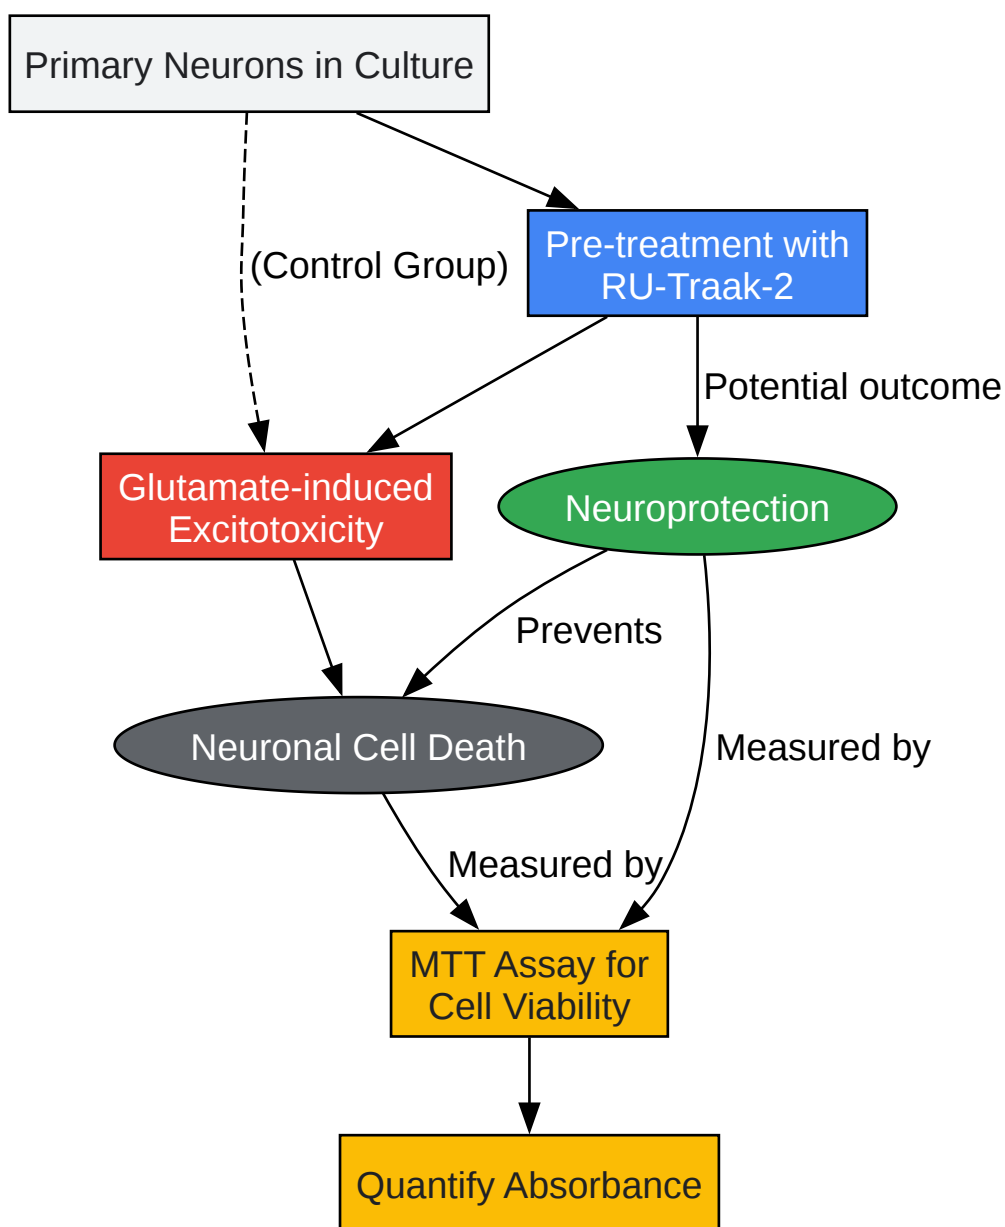 Primary Neurons in Culture
(Control Group)
Pre-treatment with
RU-Traak-2
Potential outcome
Glutamate-induced
Excitotoxicity
Neuroprotection
Prevents
Neuronal Cell Death
Measured by
Measured by
MTT Assay for
Cell Viability
Quantify Absorbance